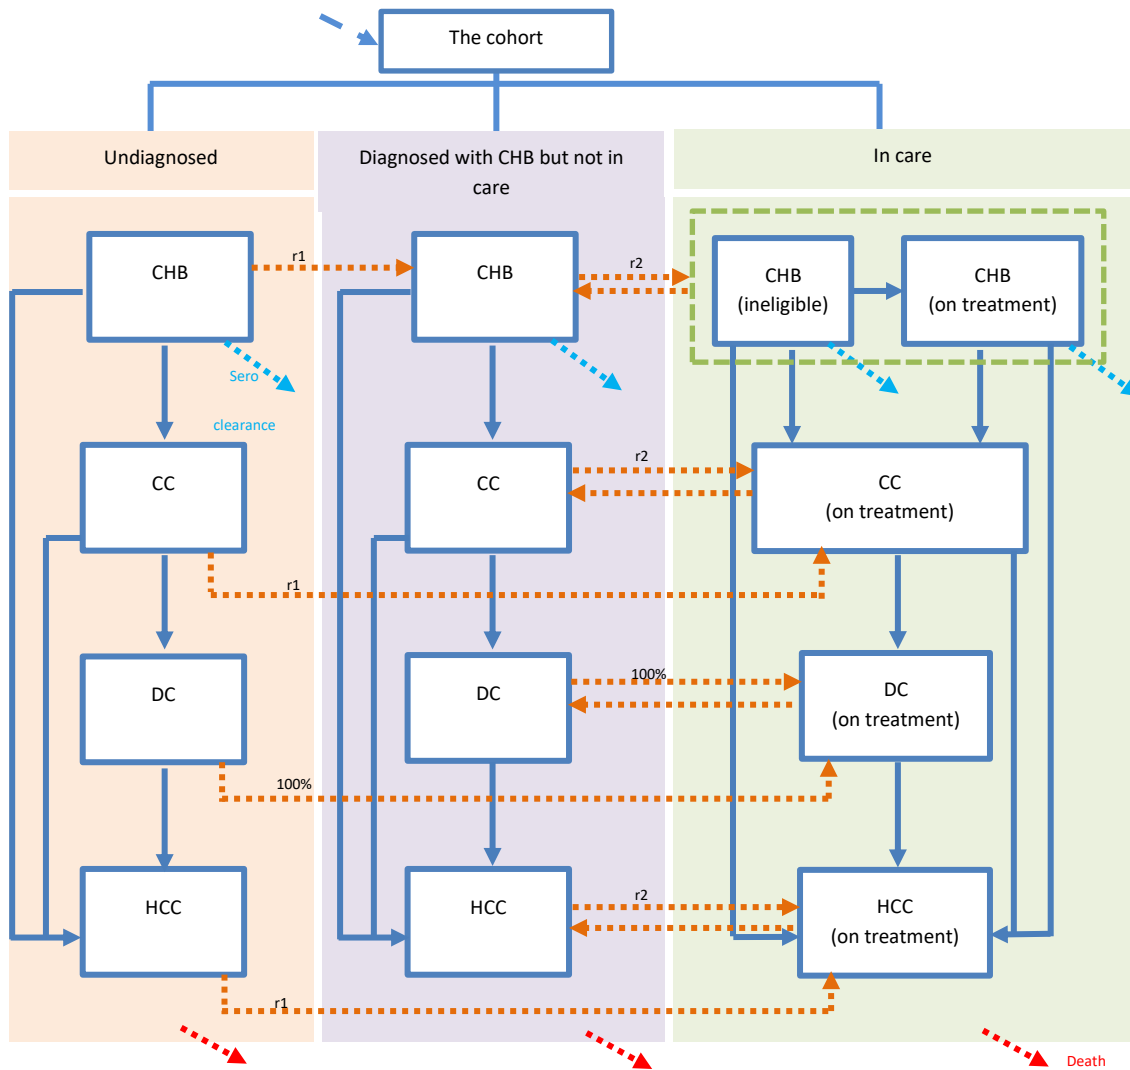 The cohort
Undiagnosed
Diagnosed with CHB but not in
care
In care
CHB
r1
CHB
r2
CHB
(ineligible)
CHB
(on treatment)
Sero
clearance
CC
CC
r2
CC
(on treatment)
r1
DC
DC
100%
DC
(on treatment)
100%
HCC
HCC
r2
HCC
(on treatment)
r1
Death